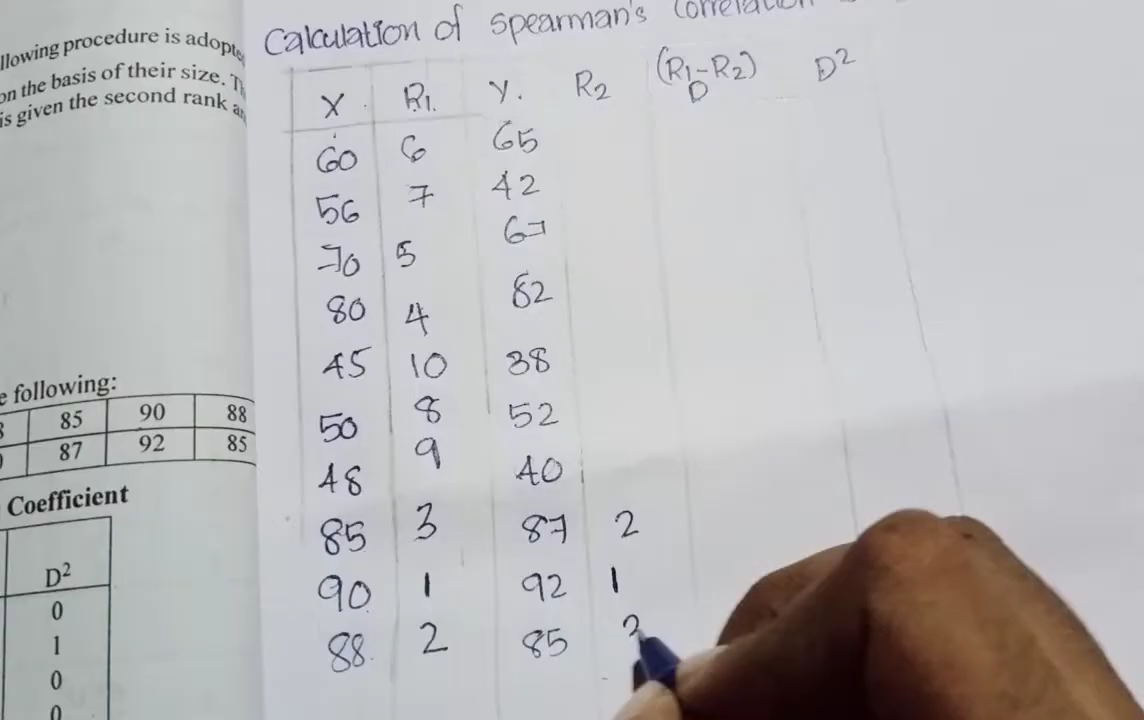 llowing procedure is adopte
on the basis of their size.
is given the second rank
Calculation of Spearman's Correlation
X R1 Y. R2 (R1-R2) D D²
60 6 65
56 7 42
70 5 67
80 4 82
45 10 38
50 8 52
48 9 40
85 3 87 2
90 1 92 1
88 2 85 3
e following:
85 90 88
87 92 85
Coefficient
D²
0
1
0
0